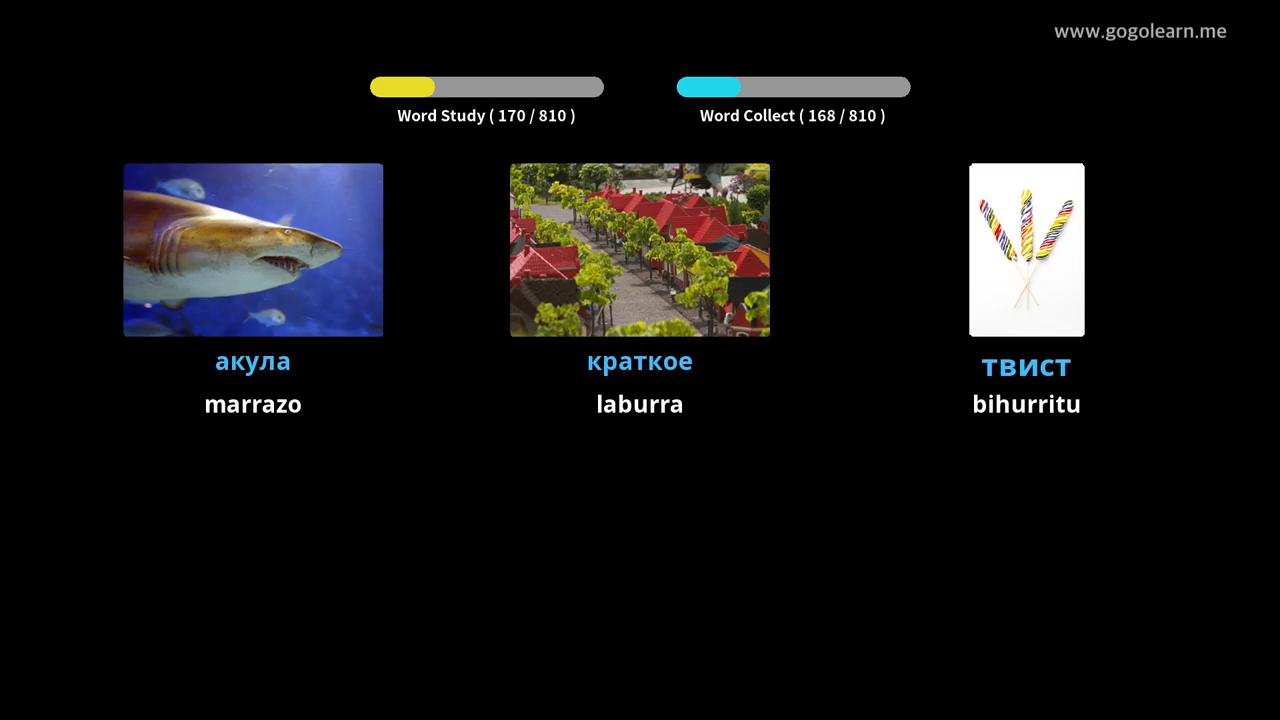 www.gogolearn.me
Word Study ( 170 / 810 )
Word Collect ( 168 / 810 )
акула
краткое
твист
marrazo
laburra
bihurritu